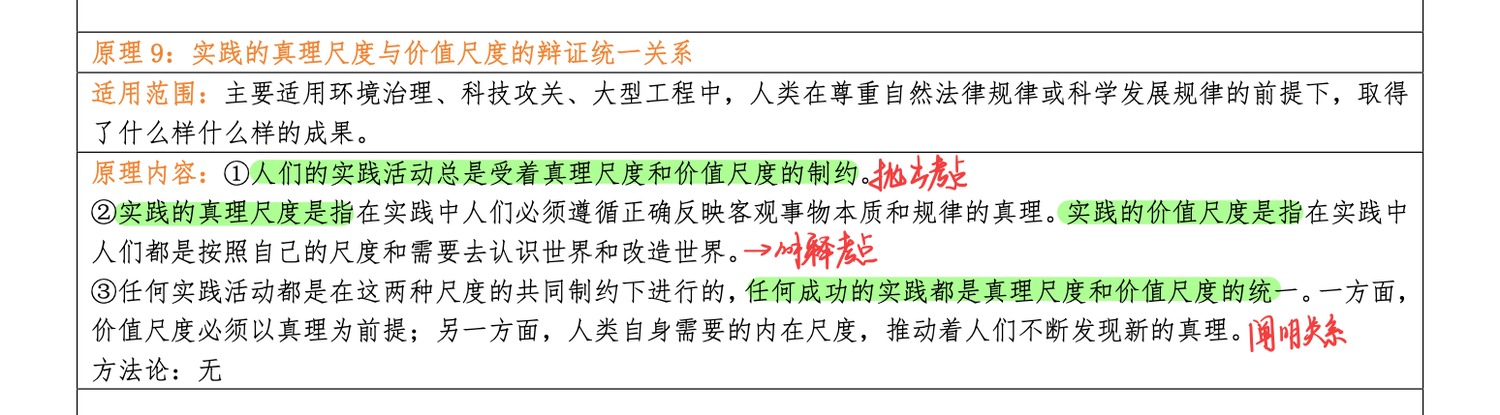 原理 9：实践的真理尺度与价值尺度的辩证统一关系
适用范围：主要适用环境治理、科技攻关、大型工程中，人类在尊重自然法律规律或科学发展规律的前提下，取得
了什么样什么样的成果。
原理内容：①人们的实践活动总是受着真理尺度和价值尺度的制约。抛出考点
②实践的真理尺度是指在实践中人们必须遵循正确反映客观事物本质和规律的真理。实践的价值尺度是指在实践中
人们都是按照自己的尺度和需要去认识世界和改造世界。→解释考点
③任何实践活动都是在这两种尺度的共同制约下进行的，任何成功的实践都是真理尺度和价值尺度的统一。一方面，
价值尺度必须以真理为前提；另一方面，人类自身需要的内在尺度，推动着人们不断发现新的真理。阐明关系
方法论：无